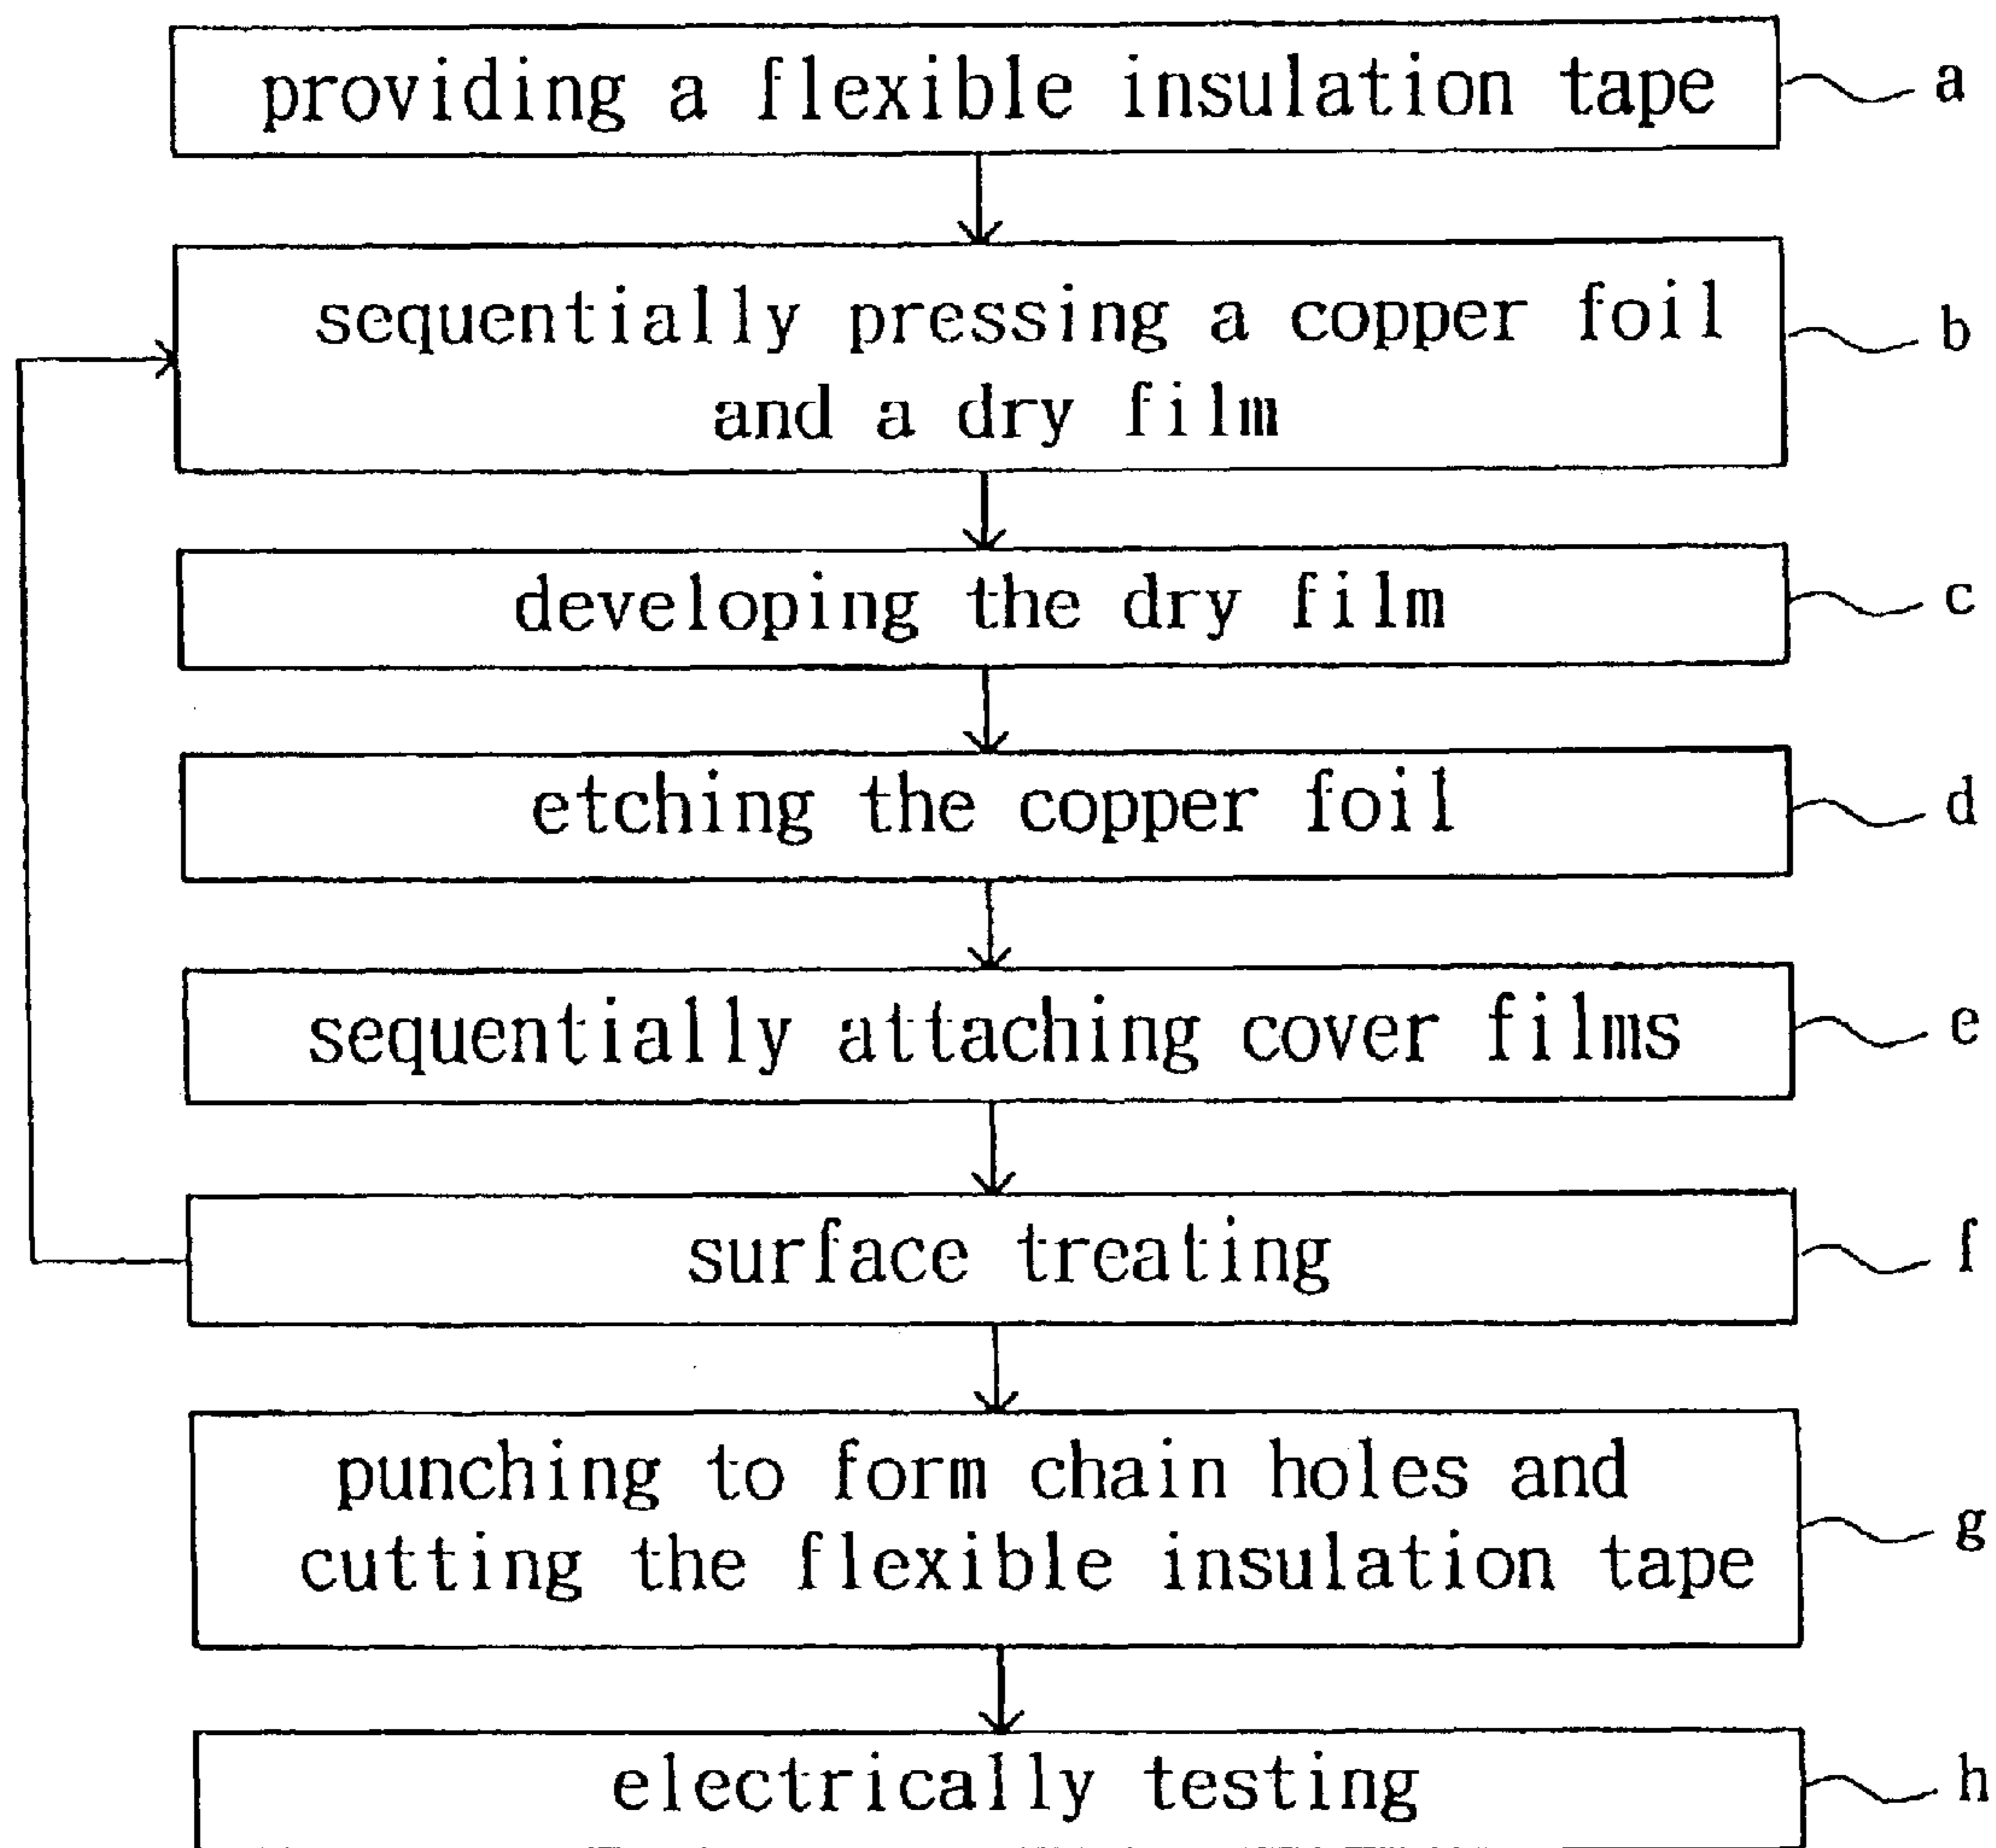 providing a flexible insulation tape
a
sequentially pressing a copper foil
and a dry film
b
developing the dry film
c
etching the copper foil
d
sequentially attaching cover films
e
surface treating
f
punching to form chain holes and
cutting the flexible insulation tape
g
electrically testing
h